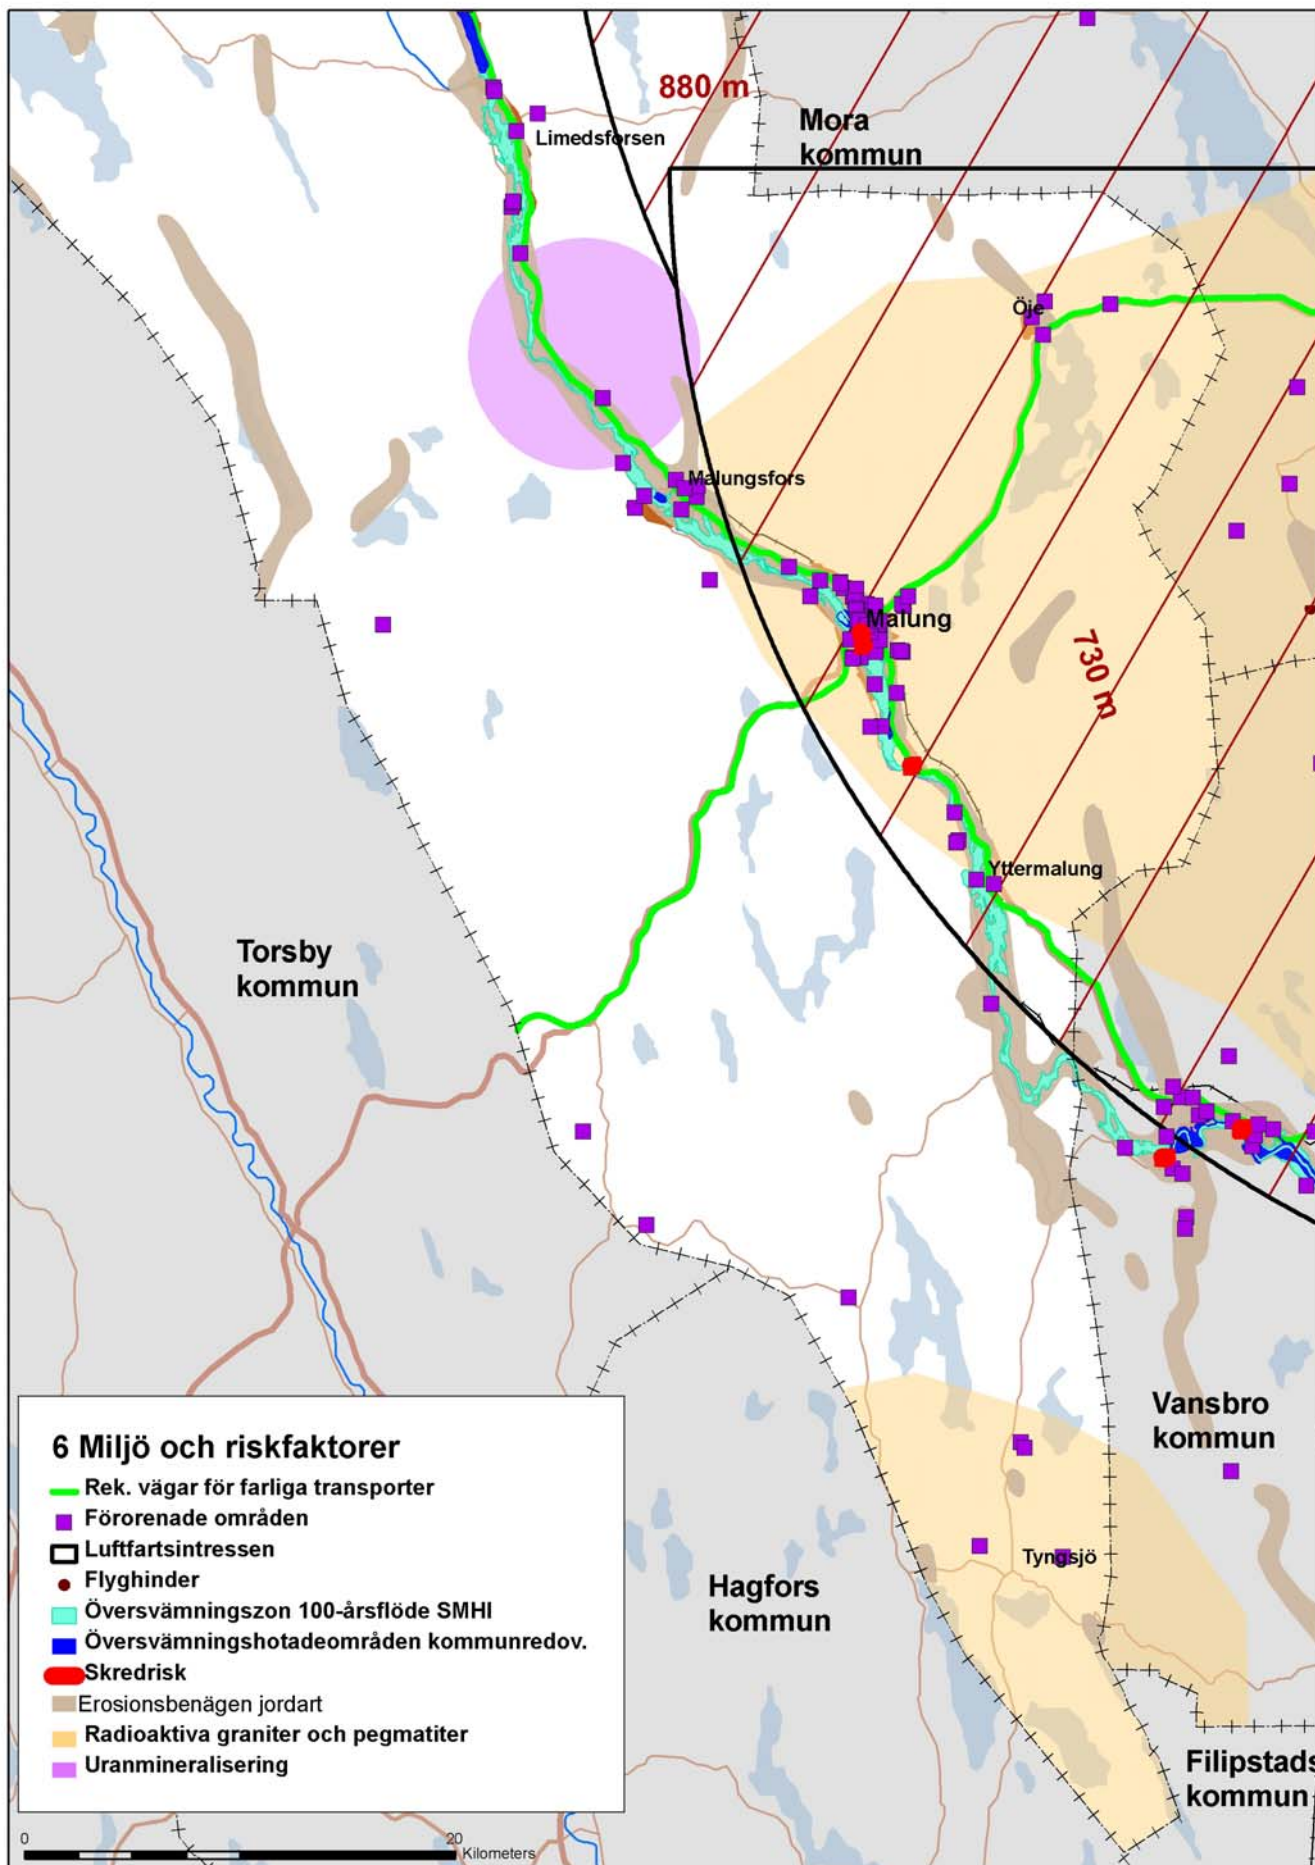 880 m
Mora
kommun
Limedsforsen
Öje
Malungsfors
Malung
730 m
Yttermalung
Torsby
kommun
Vansbro
kommun
6 Miljö och riskfaktorer
Rek. vägar för farliga transporter
Förorenade områden
Luftfartsintressen
Flyghinder
Översvämningszon 100-årsflöde SMHI
Översvämningshotadeområden kommunredov.
Skredrisk
Erosionsbenägen jordart
Radioaktiva graniter och pegmatiter
Uranmineralisering
Hagfors
kommun
Tyngsjö
Filipstads
kommun
0 20
Kilometers